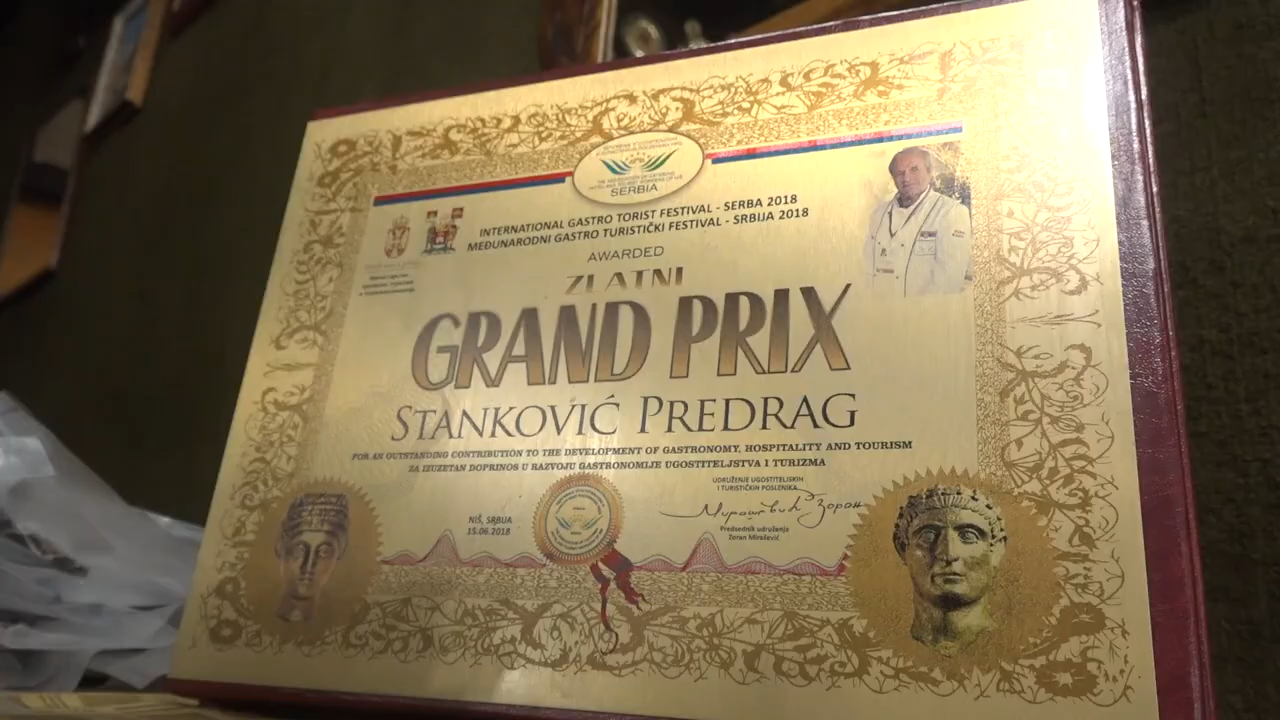 SERBIA
INTERNATIONAL GASTRO TORIST FESTIVAL - SERBA 2018
MEĐUNARODNI GASTRO TURISTIČKI FESTIVAL - SRBIJA 2018
AWARDED
ZLATNI
GRAND PRIX
STANKOVIĆ PREDRAG
FOR AN OUTSTANDING CONTRIBUTION TO THE DEVELOPMENT OF GASTRONOMY, HOSPITALITY AND TOURISM
ZA IZUZETAN DOPRINOS U RAZVOJU GASTRONOMIJE UGOSTITELJSTVA I TURIZMA
NIŠ, SRBIJA
15.06.2018
UDRUŽENJE UGOSTITELJSKIH
I TURISTIČKIH POSLENIKA
Predsednik udruženja
Zoran Mirašević